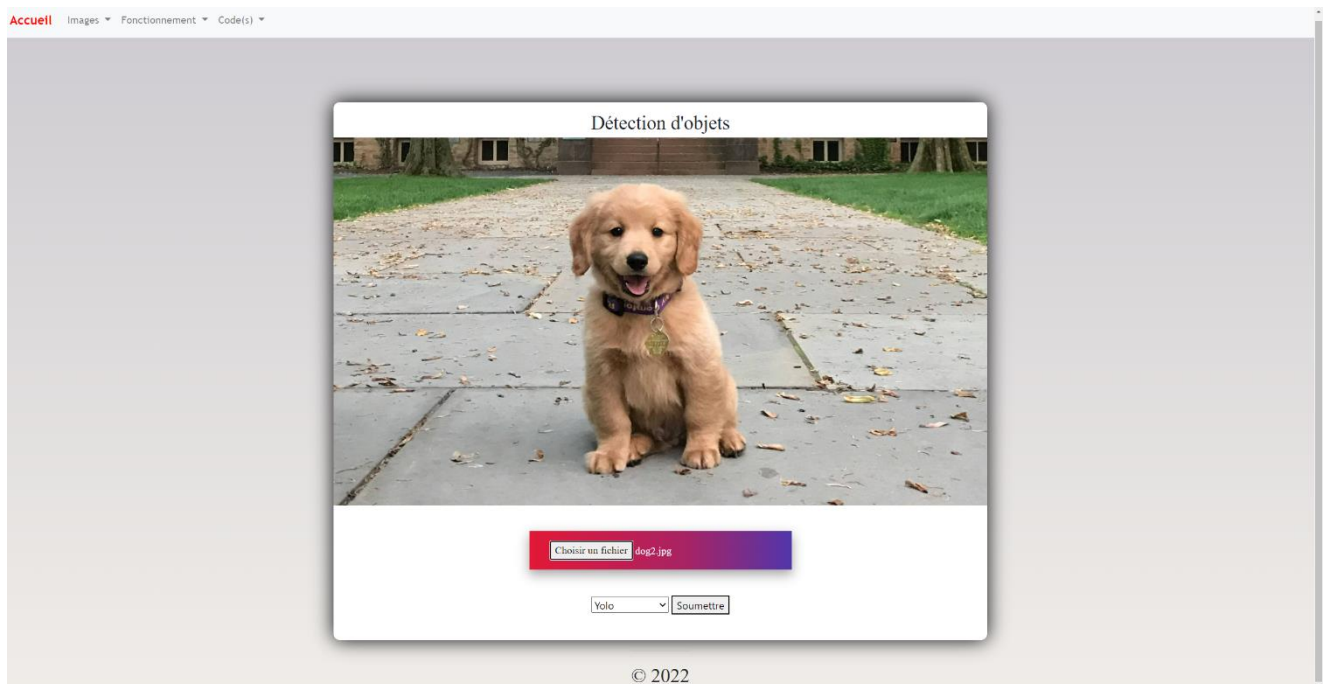 Accueil Images Fonctionnement Code(s)
Détection d'objets
Choisir un fichier dog2.jpg
Yolo Soumettre
© 2022